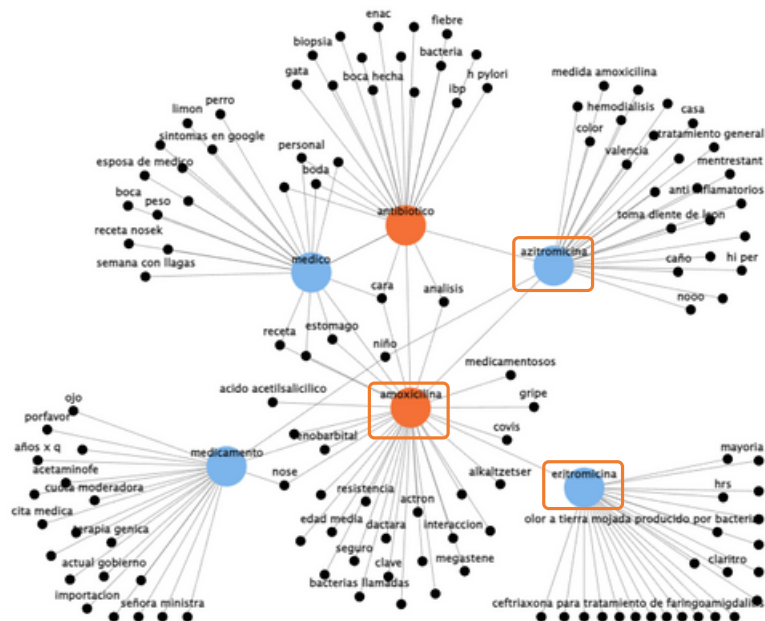 enac
fiebre
biopsia
bacteria
gata
boca hecha
h pylori
ibp
medida amoxicilina
hemodialisis
casa
color
tratamiento general
valencia
mentrestant
anti inflamatorios
toma diente de leon
limon
perro
sintomas en google
personal
esposa de medico
boda
boca
peso
antibiotico
receta nosek
azitromicina
medico
caño
hi per
semana con llagas
cara
analisis
nooo
receta
estomago
niño
medicamentosos
acido acetilsalicilico
amoxicilina
gripe
ojo
porfavor
covis
años x q
medicamento
fenobarbital
mayoria
acetaminofe
nose
alkaltzetser
eritromicina
cuota moderadora
resistencia
hrs
cita medica
actron
terapia genica
edad media
dactara
interaccion
olor a tierra mojada producido por bacteria
actual gobierno
seguro
clave
megastene
claritro
importacion
bacterias llamadas
señora ministra
ceftriaxona para tratamiento de faringoamigdalitis